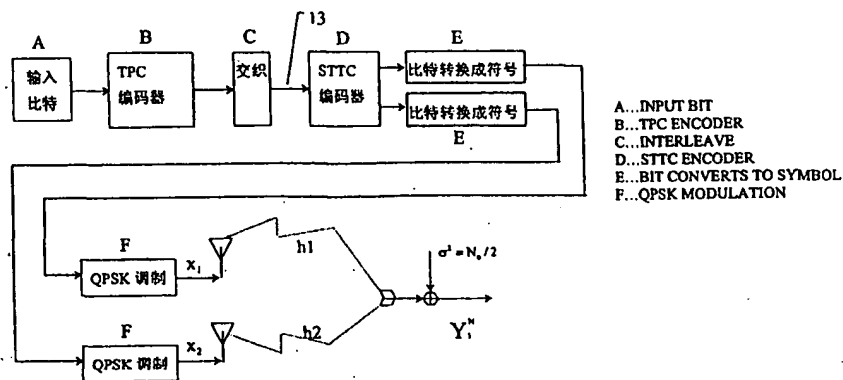 13
A
B
C
D
E
输入
比特
TPC
编码器
交织
STTC
编码器
比特转换成符号
比特转换成符号
E
A...INPUT BIT
B...TPC ENCODER
C...INTERLEAVE
D...STTC ENCODER
E...BIT CONVERTS TO SYMBOL
F...QPSK MODULATION
F
QPSK 调制
x₁
h1
σ² = N₀/2
Y₁ᴺ
F
QPSK 调制
x₂
h2